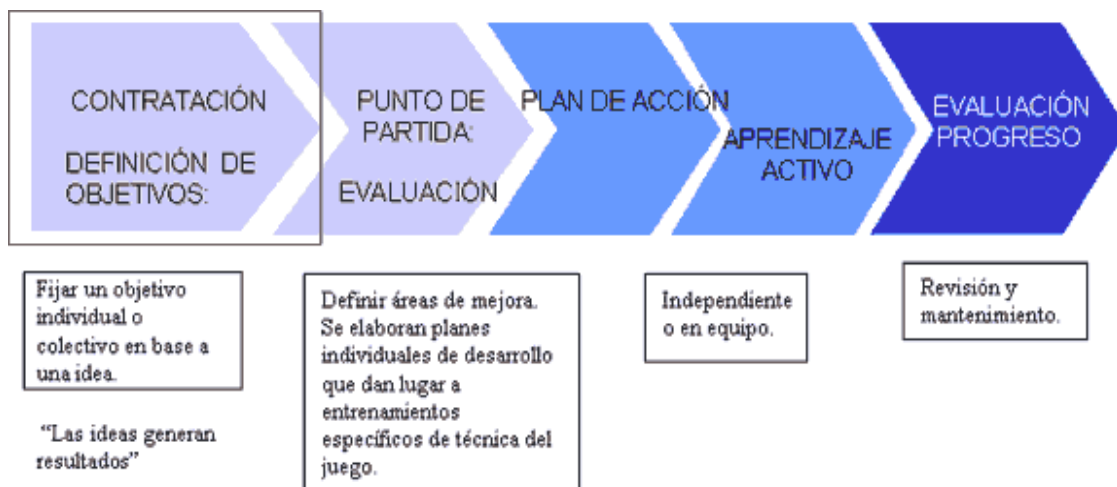 CONTRATACIÓN
DEFINICIÓN DE
OBJETIVOS:
PUNTO DE
PARTIDA:
EVALUACIÓN
PLAN DE ACCIÓN
APRENDIZAJE
ACTIVO
EVALUACIÓN
PROGRESO
Fijar un objetivo
individual o
colectivo en base a
una idea.
“Las ideas generan
resultados”
Definir áreas de mejora.
Se elaboran planes
individuales de desarrollo
que dan lugar a
entrenamientos
específicos de técnica del
juego.
Independiente
o en equipo.
Revisión y
mantenimiento.